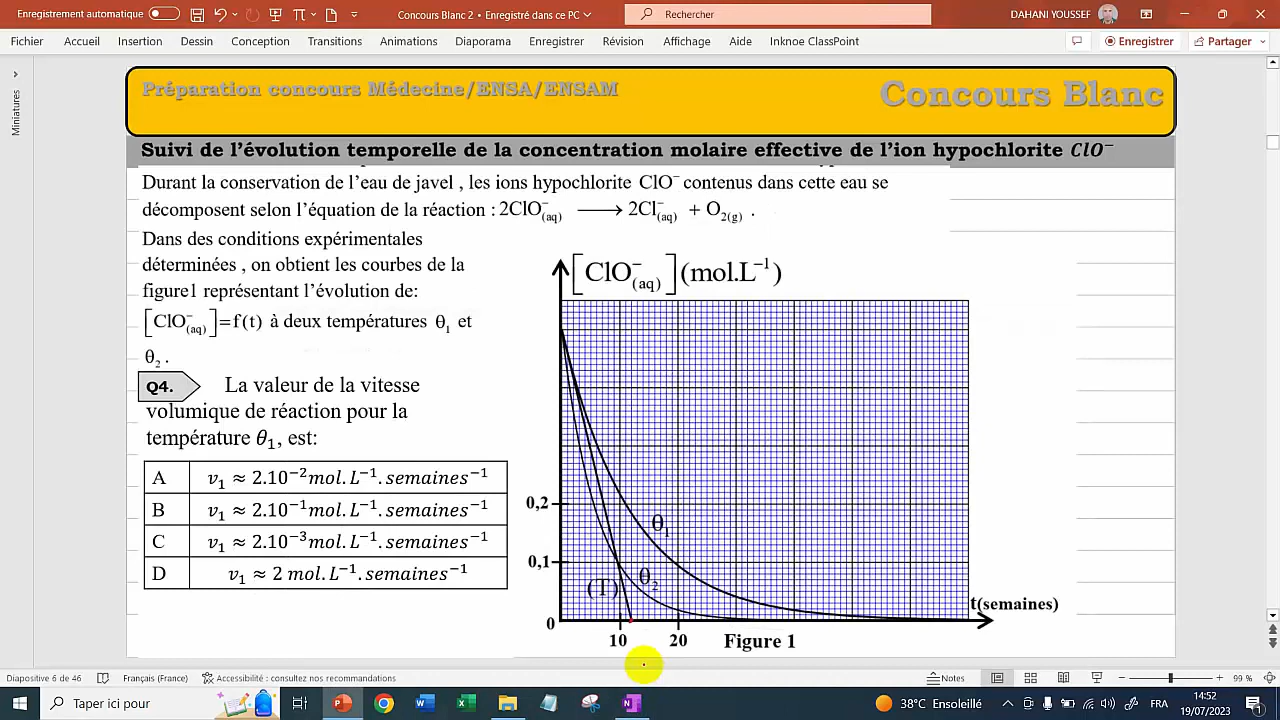 Enregistrement automatique
Concours Blanc 2 • Enregistré dans ce PC
Rechercher
DAHANI YOUSSEF
Fichier Accueil Insertion Dessin Conception Transitions Animations Diaporama Enregistrer Révision Affichage Aide Inknoe ClassPoint
Enregistrer
Partager
Miniatures
Préparation concours Médecine/ENSA/ENSAM
Concours Blanc
Suivi de l'évolution temporelle de la concentration molaire effective de l'ion hypochlorite ClO⁻
Durant la conservation de l'eau de javel , les ions hypochlorite ClO⁻ contenus dans cette eau se
décomposent selon l'équation de la réaction : 2ClO⁻(aq) ⟶ 2Cl⁻(aq) + O₂(g) .
Dans des conditions expérimentales
déterminées , on obtient les courbes de la
figure1 représentant l'évolution de:
[ClO⁻(aq)]=f(t) à deux températures θ₁ et
θ₂ .
Q4. La valeur de la vitesse
volumique de réaction pour la
température θ₁, est:
A v₁ ≈ 2.10⁻²mol.L⁻¹.semaines⁻¹
B v₁ ≈ 2.10⁻¹mol.L⁻¹.semaines⁻¹
C v₁ ≈ 2.10⁻³mol.L⁻¹.semaines⁻¹
D v₁ ≈ 2 mol.L⁻¹.semaines⁻¹
[ClO⁻(aq)](mol.L⁻¹)
0,2
θ₁
0,1
(T)
θ₂
t(semaines)
0
10 20
Figure 1
Diapositive 6 de 46
Français (France)
Accessibilité : consultez nos recommandations
Notes
99 %
Taper ici pour
38°C Ensoleillé
FRA
14:52
19/07/2023